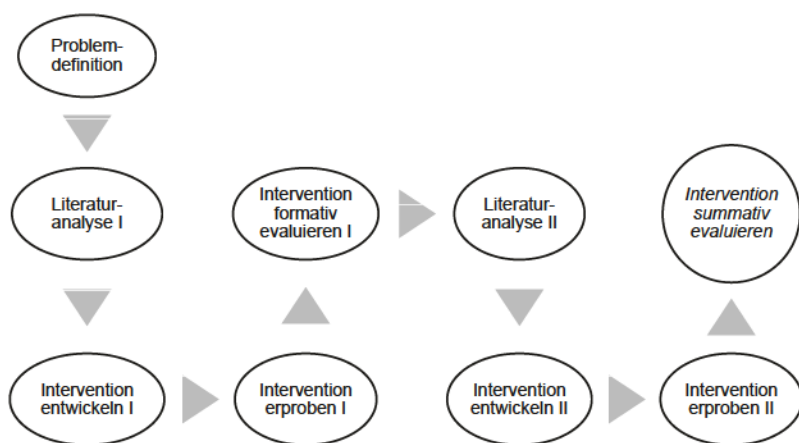 Problem-
definition
Literatur-
analyse I
Intervention
entwickeln I
Intervention
erproben I
Intervention
formativ
evaluieren I
Literatur-
analyse II
Intervention
entwickeln II
Intervention
erproben II
Intervention
summativ
evaluieren